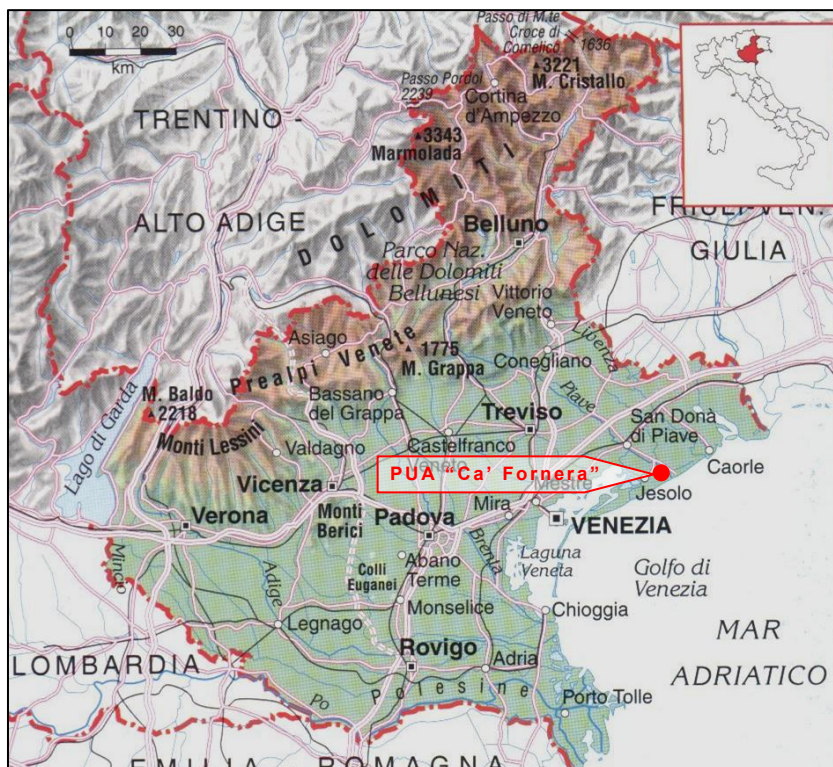 0 10 20 30
km
Passo di M.te
Croce di
Comelico
1636
3221
M. Cristallo
Passo Pordoi
2239
Cortina
d'Ampezzo
TRENTINO -
3343
Marmolada
ALTO ADIGE
DOLOMITI
Belluno
FRIULI-VEN.
GIULIA
Parco Naz.
delle Dolomiti
Bellunesi
Vittorio
Veneto
Asiago
Prealpi Venete
1775
M. Grappa
Conegliano
Livenza
Piave
Lago di Garda
M. Baldo
2218
Bassano
del Grappa
Monti Lessini
Valdagno
Treviso
Castelfranco
Veneto
San Donà
di Piave
Caorle
PUA "Ca' Fornera"
Jesolo
Vicenza
Mestre
Mira
Verona
Monti
Berici
Padova
VENEZIA
Mincio
Adige
Colli
Euganei
Abano
Terme
Brenta
Laguna
Veneta
Golfo di
Venezia
Monselice
Chioggia
Legnago
MAR
ADRIATICO
LOMBARDIA
Rovigo
Adria
Po
Polesine
Porto Tolle
EMILIA ROMAGNA